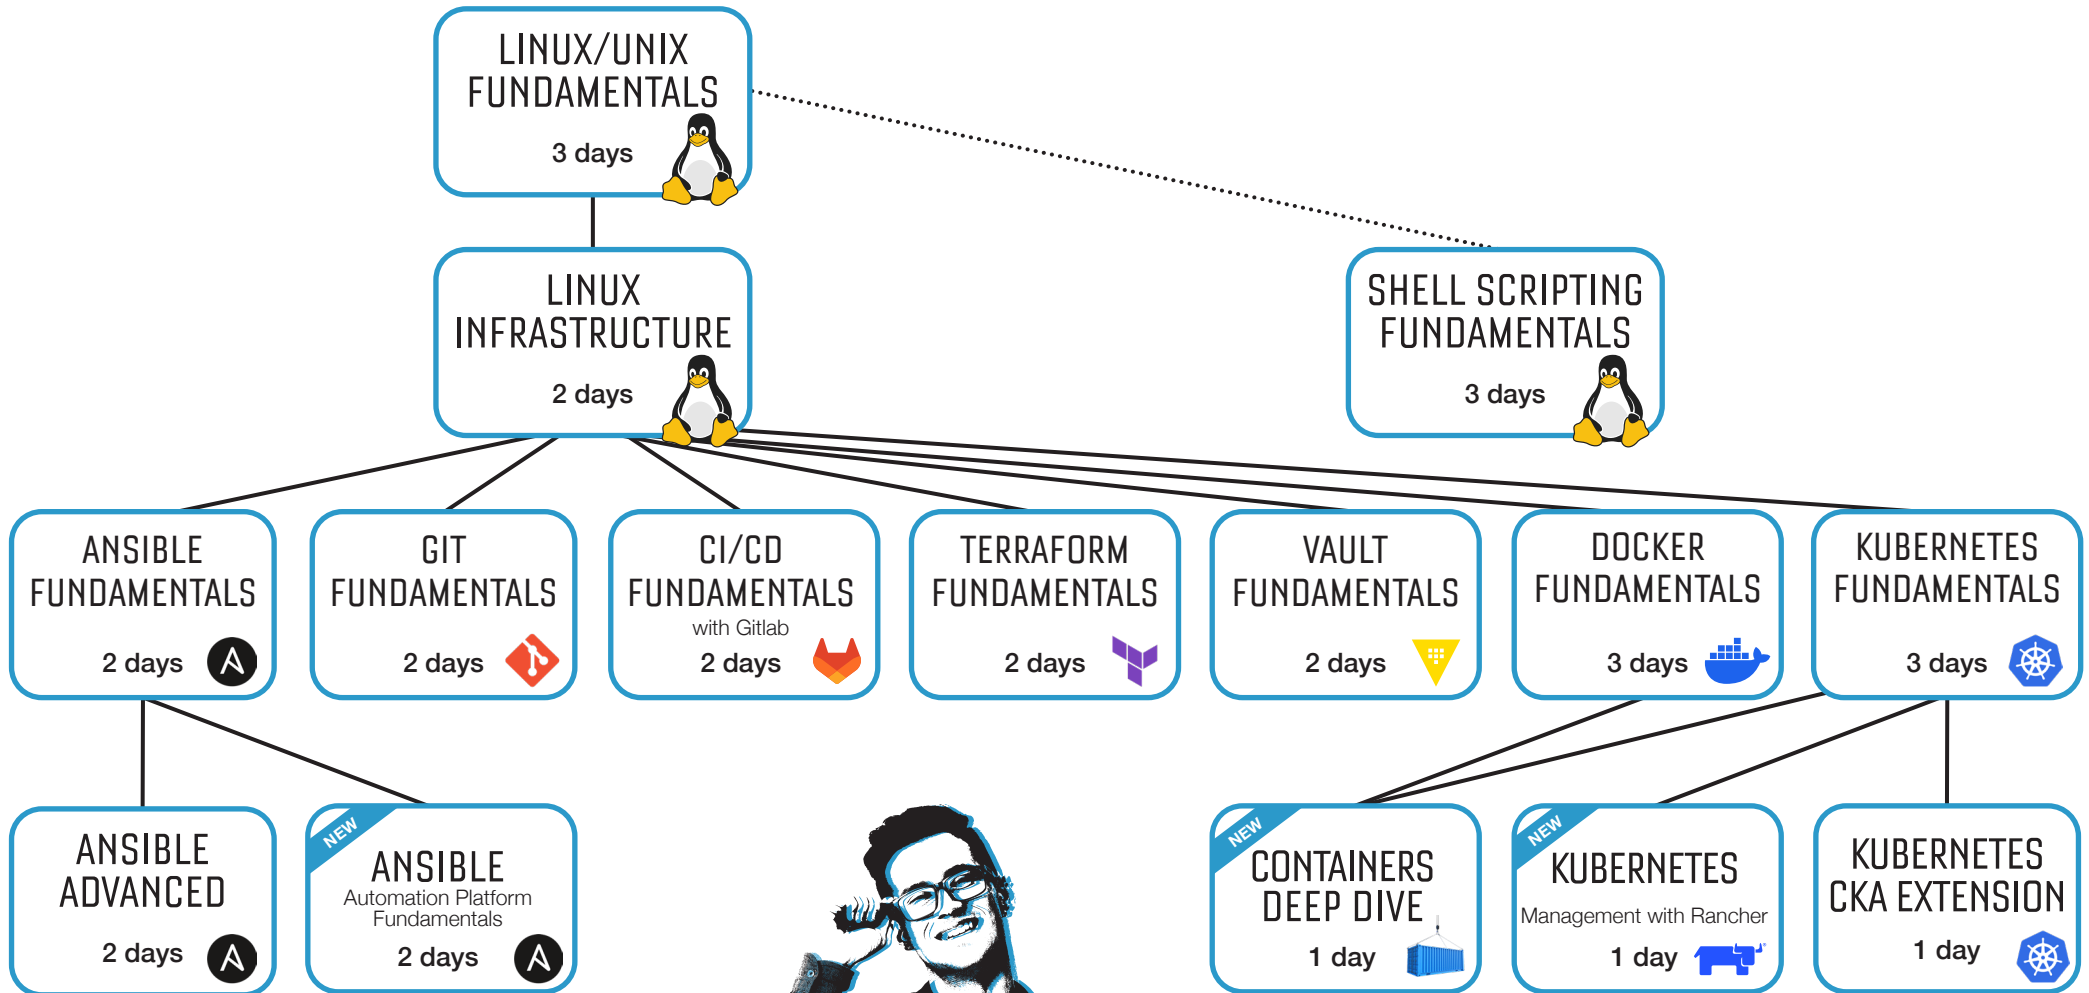 LINUX/UNIX
FUNDAMENTALS
3 days
LINUX
INFRASTRUCTURE
2 days
SHELL SCRIPTING
FUNDAMENTALS
3 days
ANSIBLE
FUNDAMENTALS
2 days
GIT
FUNDAMENTALS
2 days
CI/CD
FUNDAMENTALS
with Gitlab
2 days
TERRAFORM
FUNDAMENTALS
2 days
VAULT
FUNDAMENTALS
2 days
DOCKER
FUNDAMENTALS
3 days
KUBERNETES
FUNDAMENTALS
3 days
ANSIBLE
ADVANCED
2 days
NEW
ANSIBLE
Automation Platform
Fundamentals
2 days
NEW
CONTAINERS
DEEP DIVE
1 day
NEW
KUBERNETES
Management with Rancher
1 day
KUBERNETES
CKA EXTENSION
1 day